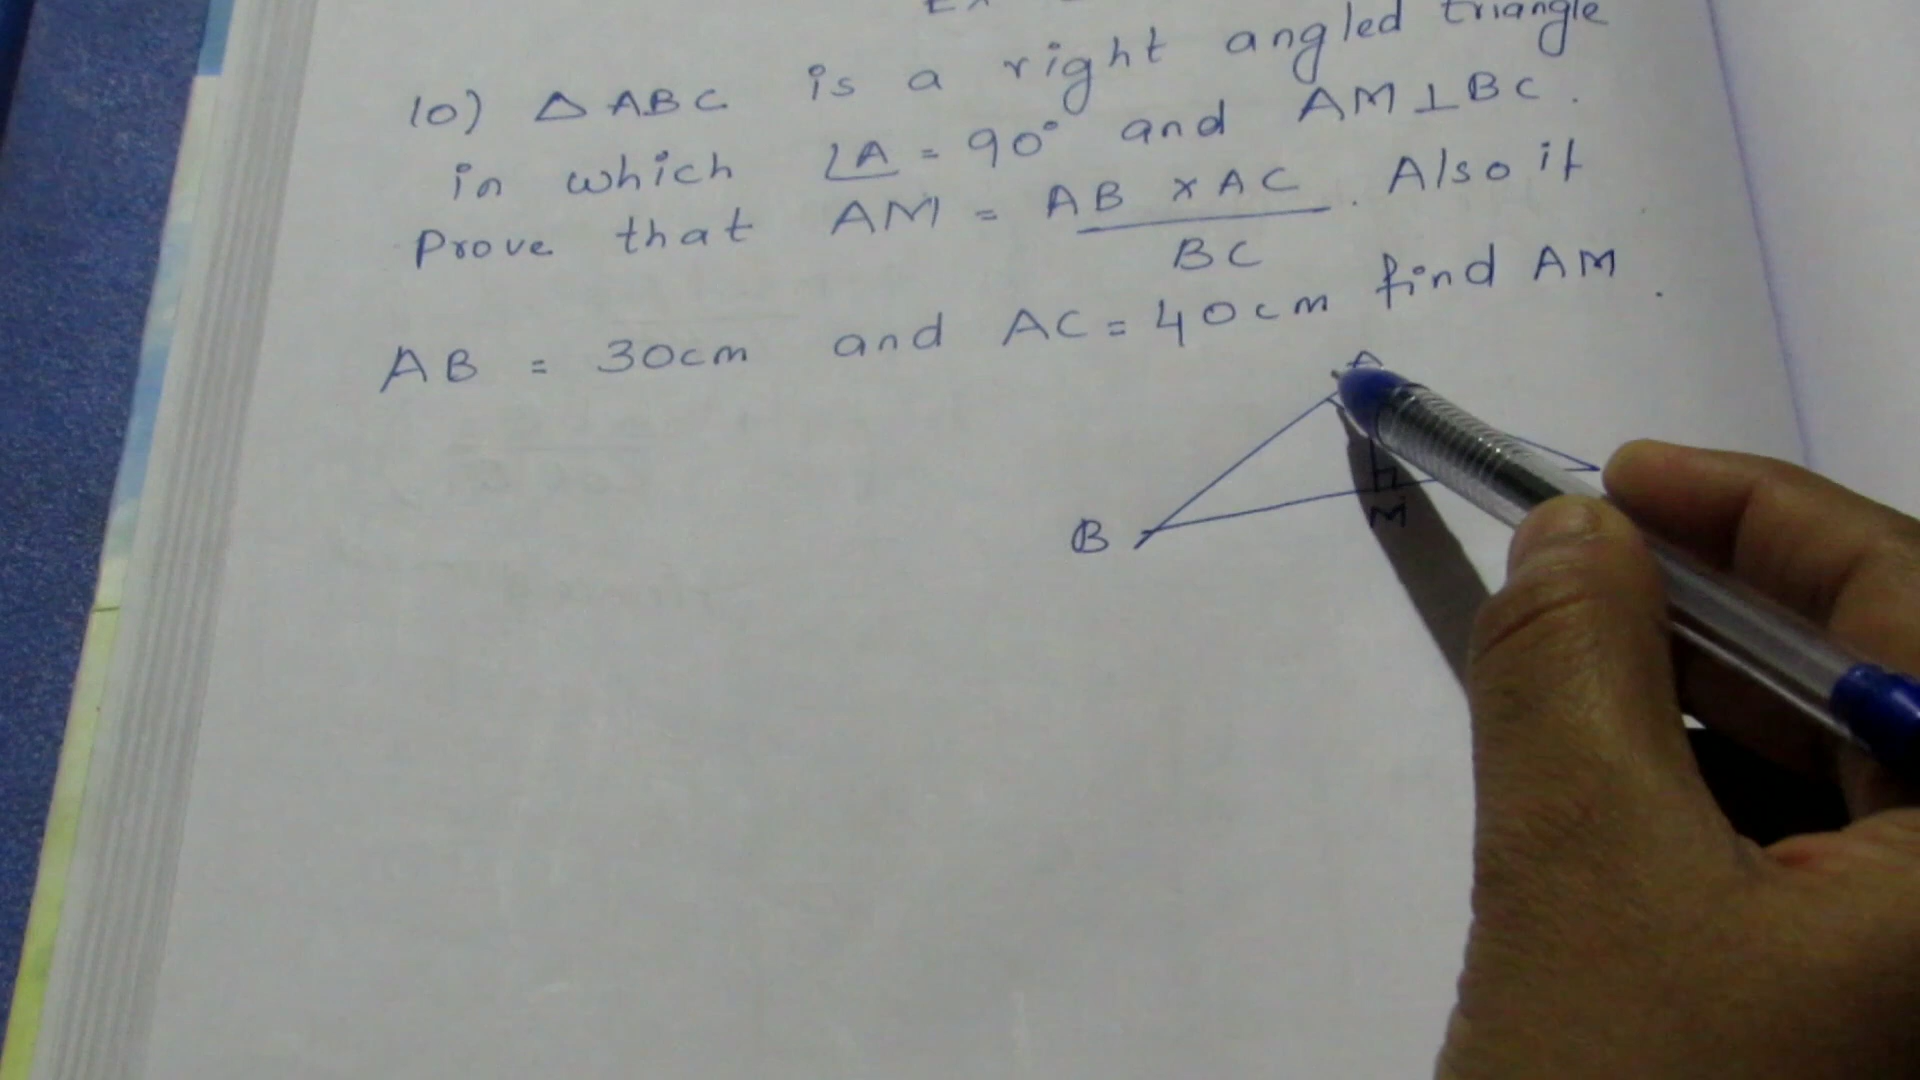 10) △ ABC is a right angled triangle
in which ∠A = 90° and AM ⊥ BC.
Prove that AM = AB × AC / BC. Also if
AB = 30cm and AC = 40cm find AM.
A
B
M